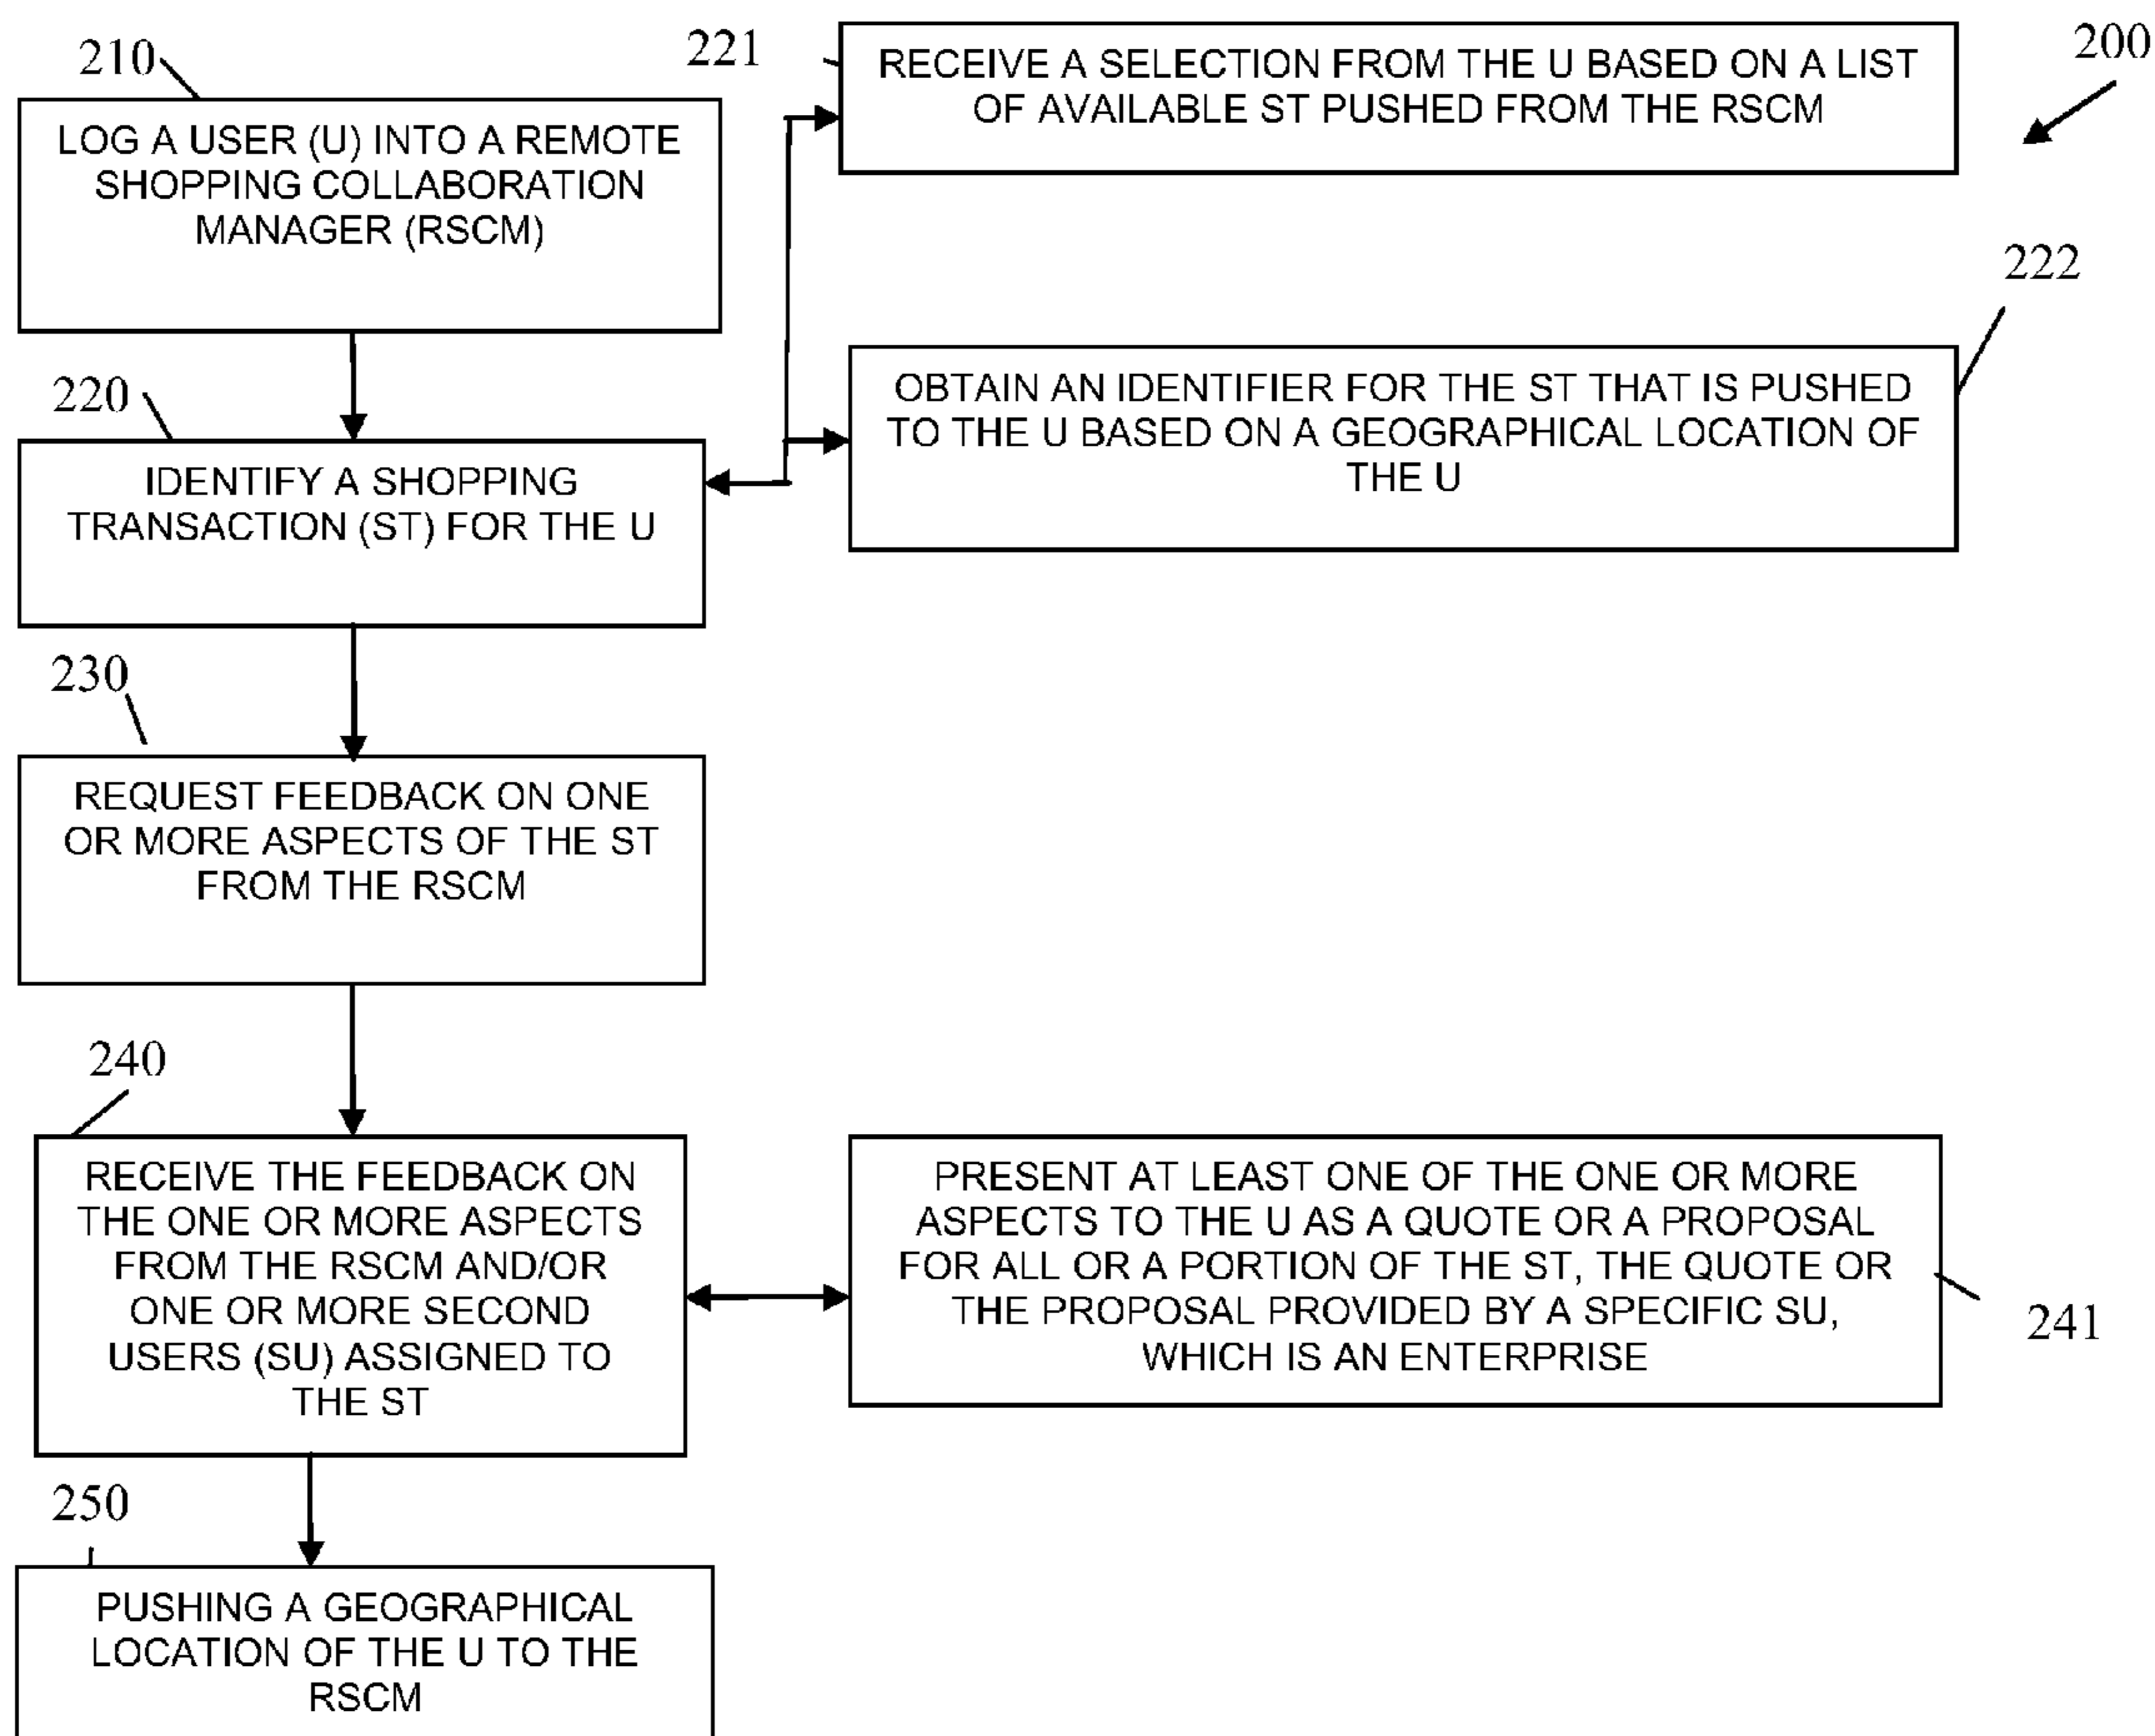 210
LOG A USER (U) INTO A REMOTE
SHOPPING COLLABORATION
MANAGER (RSCM)
221
RECEIVE A SELECTION FROM THE U BASED ON A LIST
OF AVAILABLE ST PUSHED FROM THE RSCM
200
222
OBTAIN AN IDENTIFIER FOR THE ST THAT IS PUSHED
TO THE U BASED ON A GEOGRAPHICAL LOCATION OF
THE U
220
IDENTIFY A SHOPPING
TRANSACTION (ST) FOR THE U
230
REQUEST FEEDBACK ON ONE
OR MORE ASPECTS OF THE ST
FROM THE RSCM
240
RECEIVE THE FEEDBACK ON
THE ONE OR MORE ASPECTS
FROM THE RSCM AND/OR
ONE OR MORE SECOND
USERS (SU) ASSIGNED TO
THE ST
PRESENT AT LEAST ONE OF THE ONE OR MORE
ASPECTS TO THE U AS A QUOTE OR A PROPOSAL
FOR ALL OR A PORTION OF THE ST, THE QUOTE OR
THE PROPOSAL PROVIDED BY A SPECIFIC SU,
WHICH IS AN ENTERPRISE
241
250
PUSHING A GEOGRAPHICAL
LOCATION OF THE U TO THE
RSCM